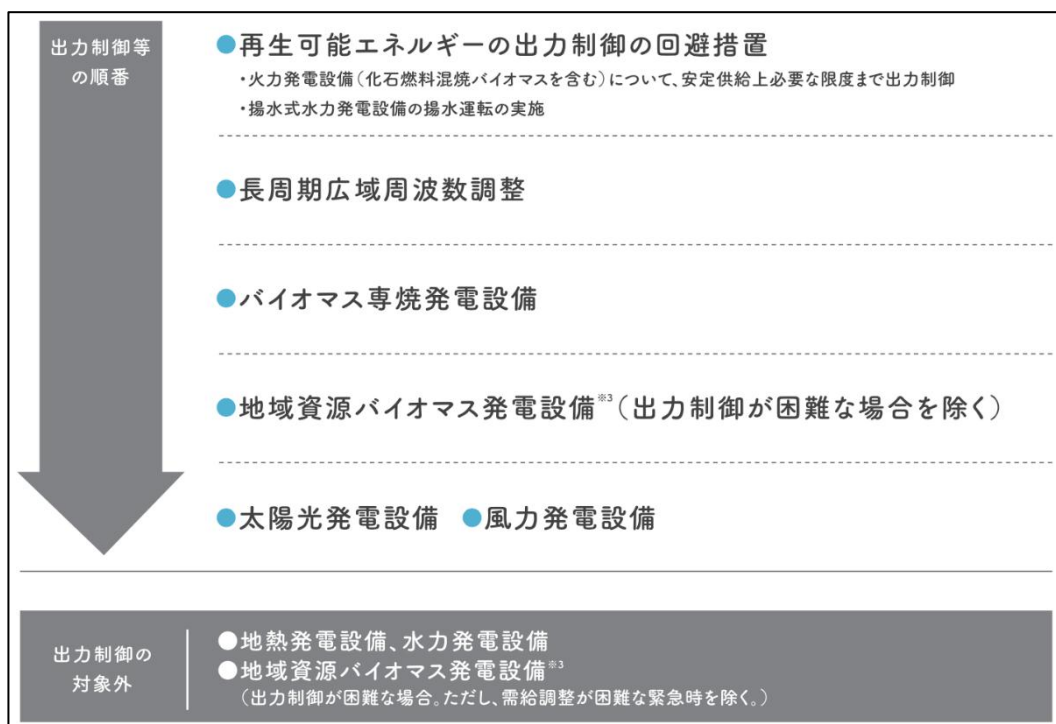 出力制御等
の順番
●再生可能エネルギーの出力制御の回避措置
・火力発電設備（化石燃料混焼バイオマスを含む）について、安定供給上必要な限度まで出力制御
・揚水式水力発電設備の揚水運転の実施
●長周期広域周波数調整
●バイオマス専焼発電設備
●地域資源バイオマス発電設備※3（出力制御が困難な場合を除く）
●太陽光発電設備 ●風力発電設備
出力制御の
対象外
●地熱発電設備、水力発電設備
●地域資源バイオマス発電設備※3
（出力制御が困難な場合。ただし、需給調整が困難な緊急時を除く。）